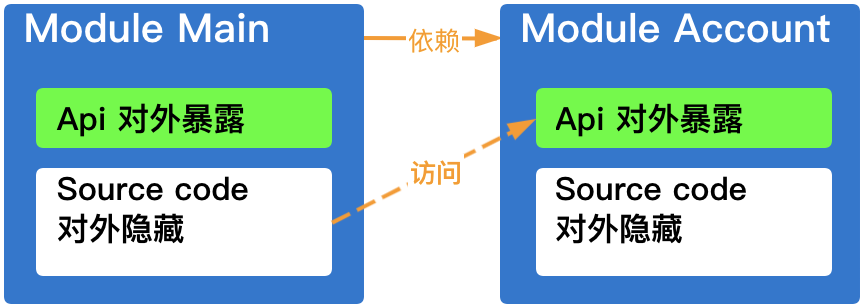 Module Main
依赖
Module Account
Api 对外暴露
Api 对外暴露
访问
Source code
对外隐藏
Source code
对外隐藏